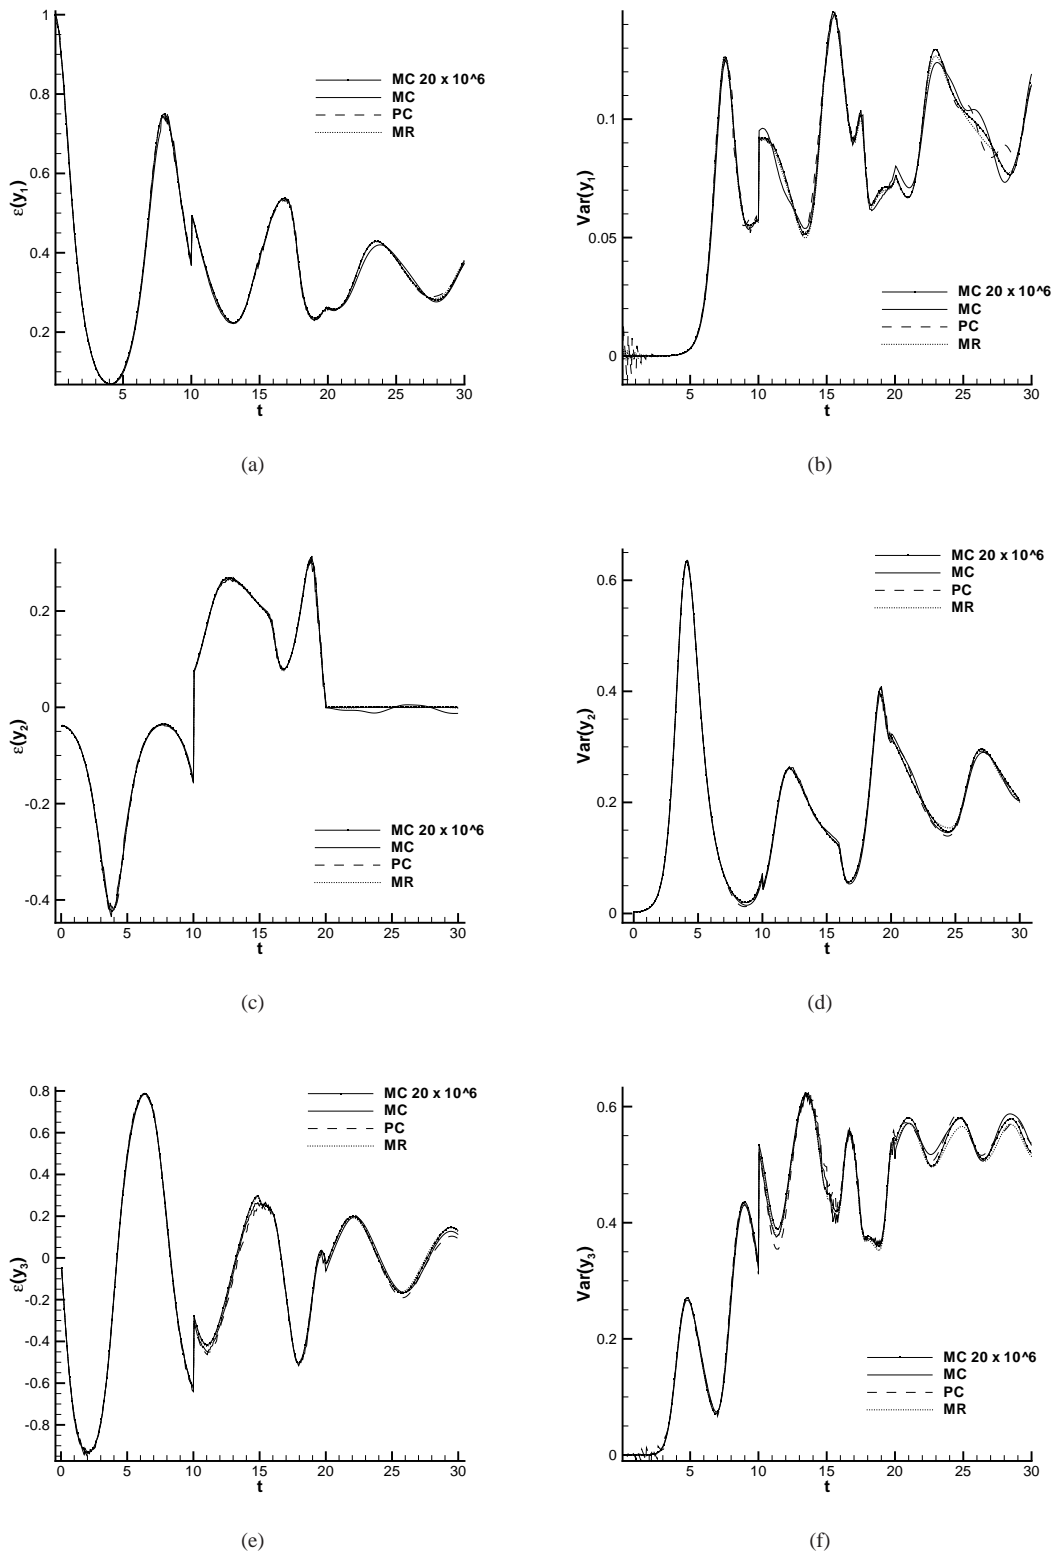 ε(y1)
1
0.8
0.6
0.4
0.2
5 10 15 20 25 30
t
MC 20 x 10^6
MC
PC
MR
(a)
Var(y1)
0.1
0.05
0
5 10 15 20 25 30
t
MC 20 x 10^6
MC
PC
MR
(b)
ε(y2)
0.2
0
-0.2
-0.4
0 5 10 15 20 25 30
t
MC 20 x 10^6
MC
PC
MR
(c)
Var(y2)
0.6
0.4
0.2
0
0 5 10 15 20 25 30
t
MC 20 x 10^6
MC
PC
MR
(d)
ε(y3)
0.8
0.6
0.4
0.2
0
-0.2
-0.4
-0.6
-0.8
0 5 10 15 20 25 30
t
MC 20 x 10^6
MC
PC
MR
(e)
Var(y3)
0.6
0.4
0.2
0
5 10 15 20 25 30
t
MC 20 x 10^6
MC
PC
MR
(f)